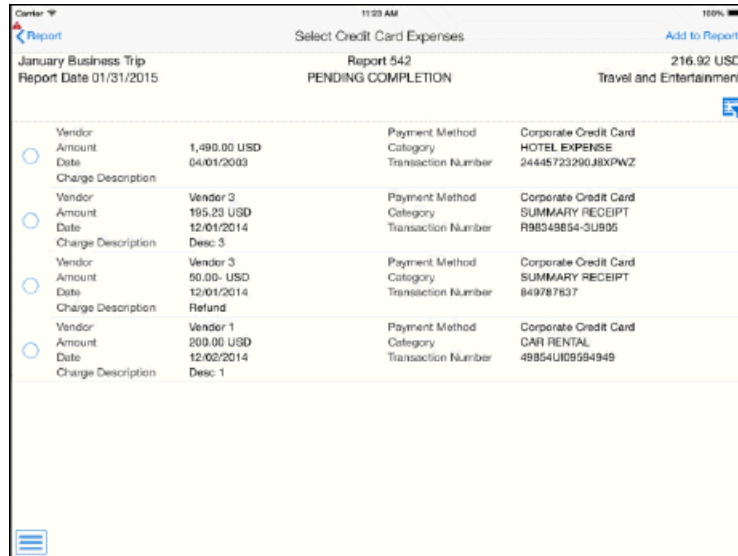 Carrier 11:23 AM 100%
Report Select Credit Card Expenses Add to Report
January Business Trip Report 542 216.92 USD
Report Date 01/31/2015 PENDING COMPLETION Travel and Entertainment
Vendor Payment Method Corporate Credit Card
Amount 1,490.00 USD Category HOTEL EXPENSE
Date 04/01/2003 Transaction Number 24445723290J8XPWZ
Charge Description
Vendor Vendor 3 Payment Method Corporate Credit Card
Amount 195.23 USD Category SUMMARY RECEIPT
Date 12/01/2014 Transaction Number R98349854-3U905
Charge Description Desc 3
Vendor Vendor 3 Payment Method Corporate Credit Card
Amount 50.00- USD Category SUMMARY RECEIPT
Date 12/01/2014 Transaction Number 849787637
Charge Description Refund
Vendor Vendor 1 Payment Method Corporate Credit Card
Amount 200.00 USD Category CAR RENTAL
Date 12/02/2014 Transaction Number 49854UI09594949
Charge Description Desc 1